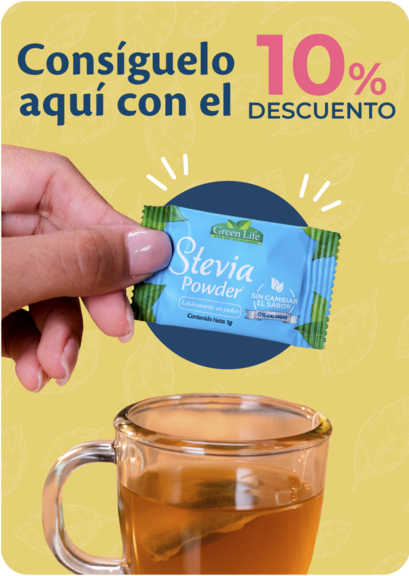 Consíguelo
aquí con el
10%
DESCUENTO
Green Life
Stevia
Powder
Edulcorante en polvo
Contenido Neto: 1g
SIN CAMBIAR
EL SABOR
0% CALORÍAS